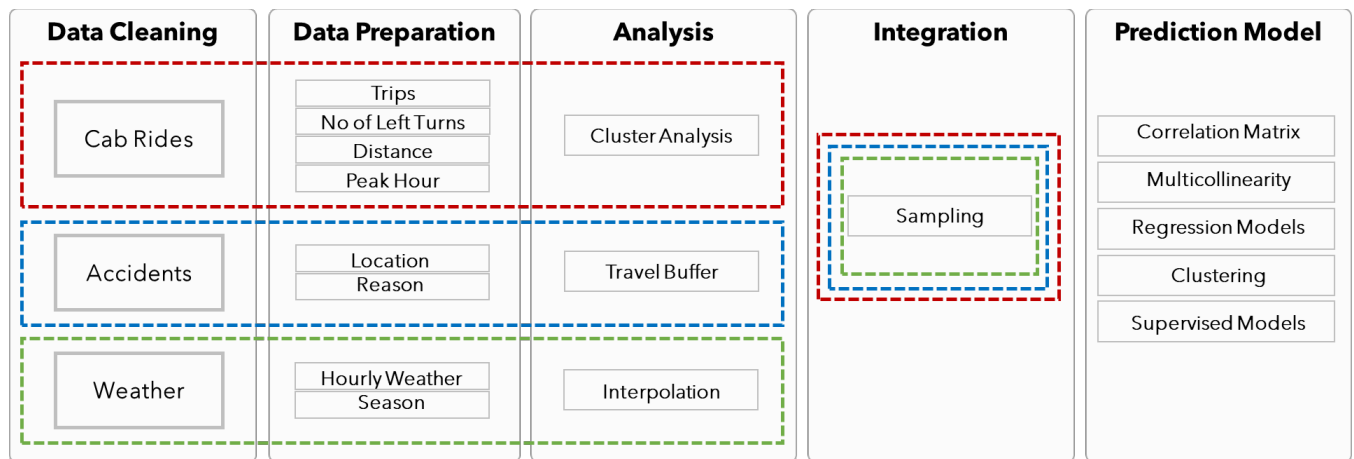 Data Cleaning
Data Preparation
Analysis
Integration
Prediction Model
Cab Rides
Trips
No of Left Turns
Distance
Peak Hour
Cluster Analysis
Accidents
Location
Reason
Travel Buffer
Weather
Hourly Weather
Season
Interpolation
Sampling
Correlation Matrix
Multicollinearity
Regression Models
Clustering
Supervised Models